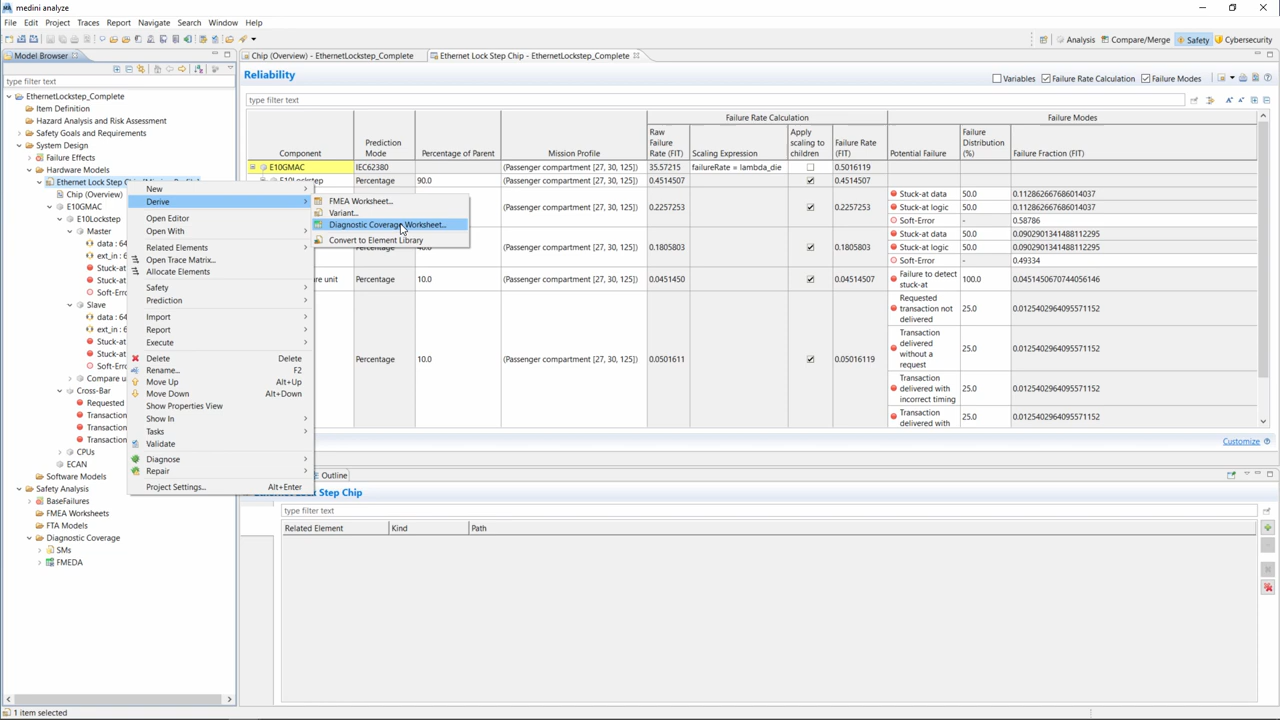 medini analyze
File Edit Project Traces Report Navigate Search Window Help
Analysis Compare/Merge Safety Cybersecurity
Model Browser
Chip (Overview) - EthernetLockstep_Complete
Ethernet Lock Step Chip - EthernetLockstep_Complete
type filter text
EthernetLockstep_Complete
Item Definition
Hazard Analysis and Risk Assessment
Safety Goals and Requirements
System Design
Failure Effects
Hardware Models
Ethernet Lock Step
Chip (Overview)
E10GMAC
E10Lockstep
Master
data : 64
ext_in : 6
Stuck-at
Stuck-at
Soft-Erro
Slave
data : 64
ext_in : 6
Stuck-at
Stuck-at
Soft-Erro
Compare u
Cross-Bar
Requested
Transaction
Transaction
Transaction
CPUs
ECAN
Software Models
Safety Analysis
BaseFailures
FMEA Worksheets
FTA Models
Diagnostic Coverage
SMs
FMEDA
New
Derive
Open Editor
Open With
Related Elements
Open Trace Matrix...
Allocate Elements
Safety
Prediction
Import
Report
Execute
Delete Delete
Rename... F2
Move Up Alt+Up
Move Down Alt+Down
Show Properties View
Show In
Tasks
Validate
Diagnose
Repair
Project Settings... Alt+Enter
FMEA Worksheet...
Variant...
Diagnostic Coverage Worksheet...
Convert to Element Library
Reliability
Variables Failure Rate Calculation Failure Modes
type filter text
Failure Rate Calculation Failure Modes
Component
Prediction Mode
Percentage of Parent
Mission Profile
Raw Failure Rate (FIT)
Scaling Expression
Apply scaling to children
Failure Rate (FIT)
Potential Failure
Failure Distribution (%)
Failure Fraction (FIT)
E10GMAC IEC62380 (Passenger compartment [27, 30, 125]) 35.57215 failureRate = lambda_die 0.5016119
E10Lockstep Percentage 90.0 (Passenger compartment [27, 30, 125]) 0.4514507 0.4514507
(Passenger compartment [27, 30, 125]) 0.2257253 0.2257253
Stuck-at data 50.0 0.112862667686014037
Stuck-at logic 50.0 0.112862667686014037
Soft-Error - 0.58786
(Passenger compartment [27, 30, 125]) 0.1805803 0.1805803
Stuck-at data 50.0 0.0902901341488112295
Stuck-at logic 50.0 0.0902901341488112295
Soft-Error - 0.49334
are unit Percentage 10.0 (Passenger compartment [27, 30, 125]) 0.0451450 0.04514507
Failure to detect stuck-at 100.0 0.0451450670744056146
Percentage 10.0 (Passenger compartment [27, 30, 125]) 0.0501611 0.05016119
Requested transaction not delivered 25.0 0.0125402964095571152
Transaction delivered without a request 25.0 0.0125402964095571152
Transaction delivered with incorrect timing 25.0 0.0125402964095571152
Transaction delivered with 25.0 0.0125402964095571152
Customize
Outline
Step Chip
type filter text
Related Element Kind Path
1 item selected